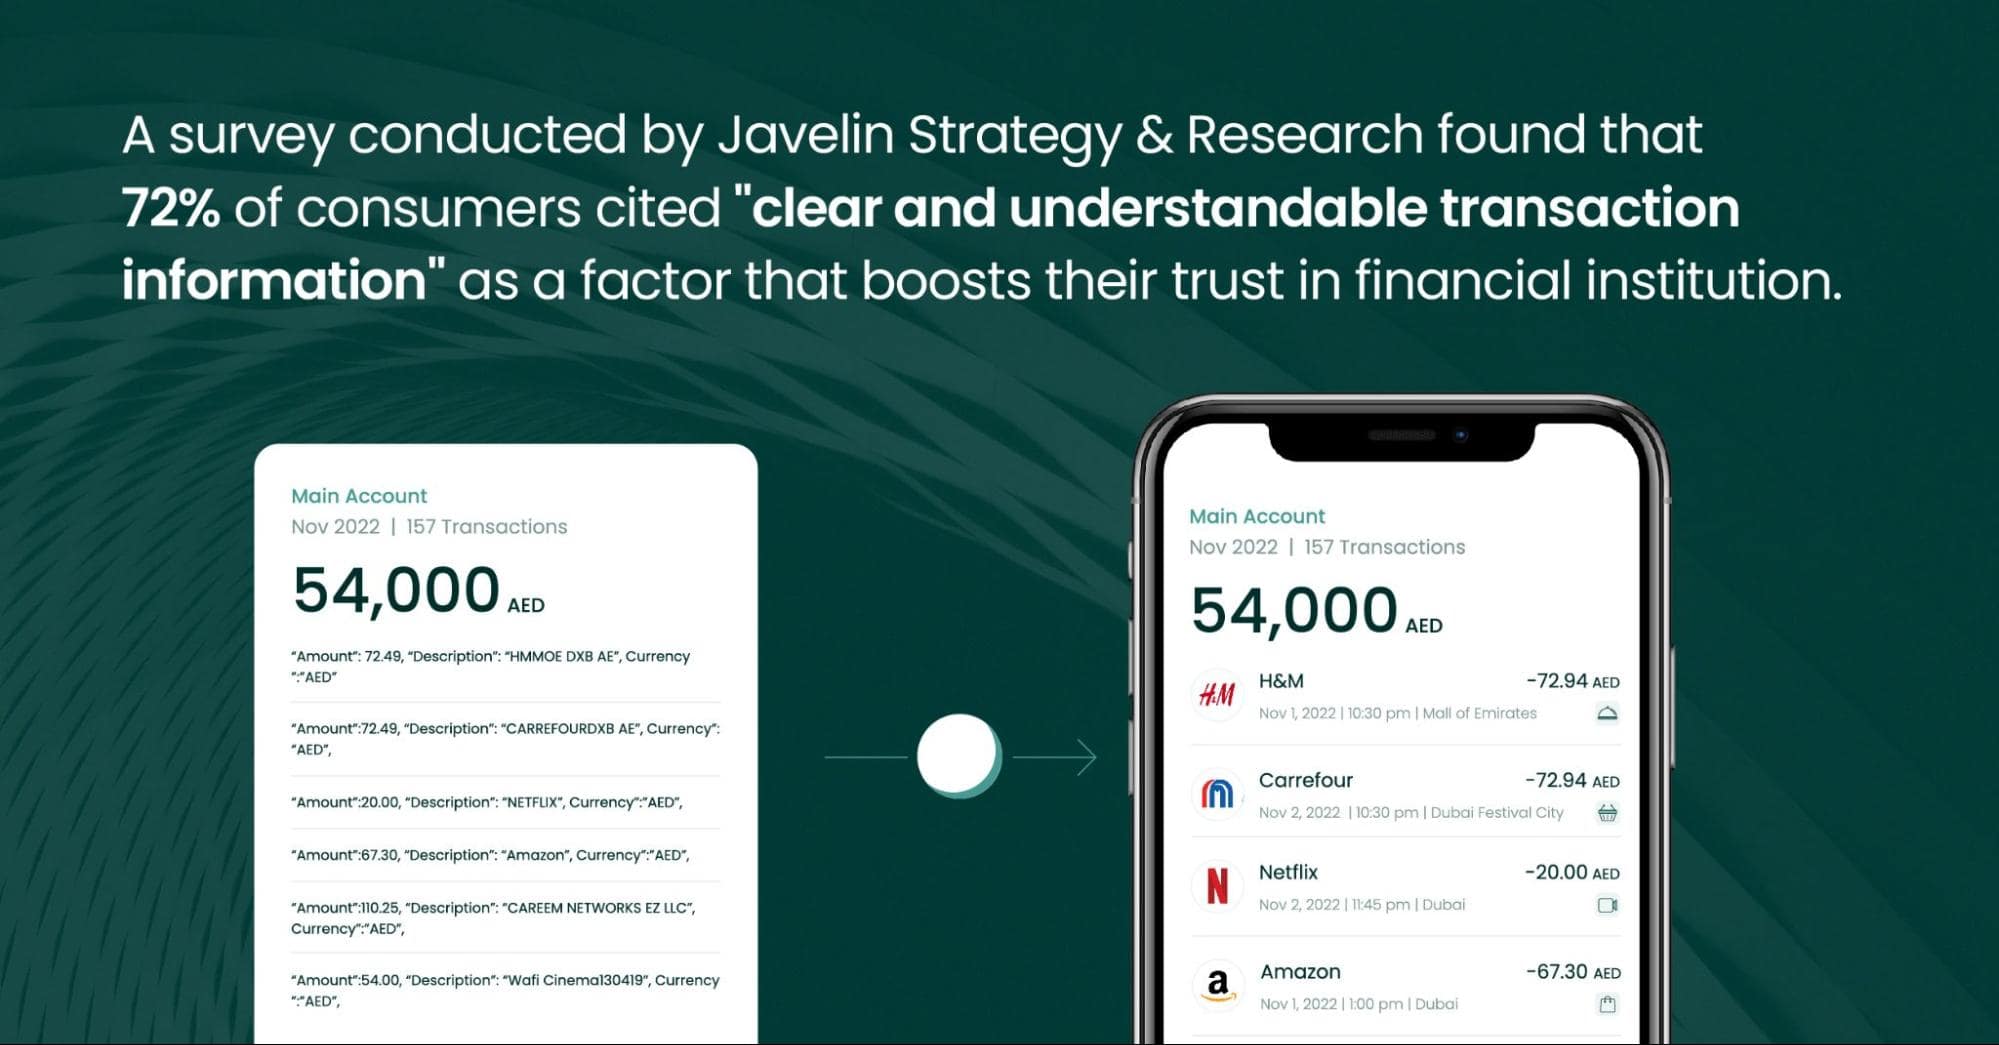 A survey conducted by Javelin Strategy & Research found that
72% of consumers cited "clear and understandable transaction
information" as a factor that boosts their trust in financial institution.
Main Account
Nov 2022 | 157 Transactions
54,000 AED
“Amount”: 72.49, “Description”: “HMMOE DXB AE”, Currency
”:”AED”
“Amount”:72.49, “Description”: “CARREFOURDXB AE”, Currency”:
“AED”,
“Amount”:20.00, “Description”: “NETFLIX”, Currency”:”AED”,
“Amount”:67.30, “Description”: “Amazon”, Currency”:”AED”,
“Amount”:110.25, “Description”: “CAREEM NETWORKS EZ LLC”,
Currency”:”AED”,
“Amount”:54.00, “Description”: “Wafi Cinema130419”, Currency
”:”AED”,
Main Account
Nov 2022 | 157 Transactions
54,000 AED
H&M
H&M -72.94 AED
Nov 1, 2022 | 10:30 pm | Mall of Emirates
Carrefour -72.94 AED
Nov 2, 2022 | 10:30 pm | Dubai Festival City
N
Netflix -20.00 AED
Nov 2, 2022 | 11:45 pm | Dubai
a
Amazon -67.30 AED
Nov 1, 2022 | 1:00 pm | Dubai